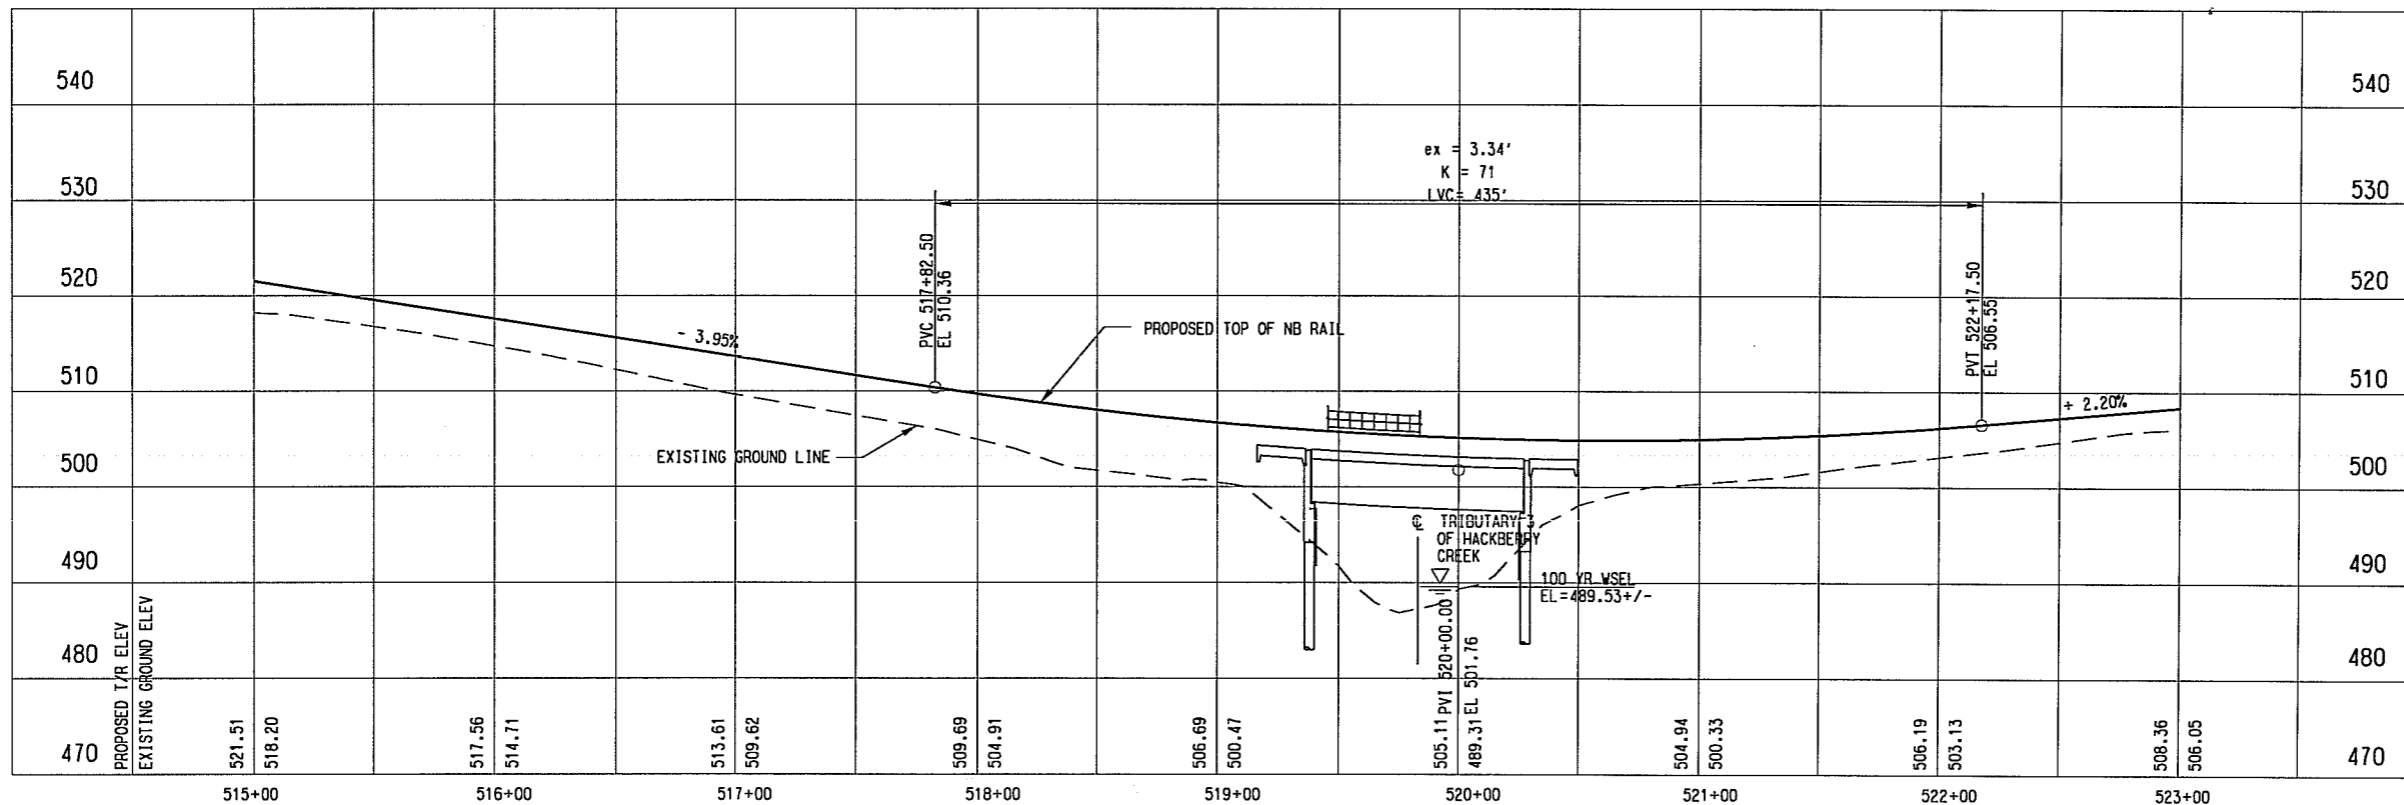 540
540
ex = 3.34'
K = 71
LVC= 435'
530
530
PVC 517+82.50
EL 510.36
PVT 522+17.50
EL 506.55
520
520
- 3.95%
PROPOSED TOP OF NB RAIL
510
510
+ 2.20%
EXISTING GROUND LINE
500
500
℄ TRIBUTARY 3
OF HACKBERRY
CREEK
490
490
100 YR WSEL
EL=489.53+/-
PVI 520+00.00
EL 501.76
480
480
PROPOSED T/R ELEV
EXISTING GROUND ELEV
470
470
521.51
518.20
517.56
514.71
513.61
509.62
509.69
504.91
506.69
500.47
505.11
489.31
504.94
500.33
506.19
503.13
508.36
506.05
515+00
516+00
517+00
518+00
519+00
520+00
521+00
522+00
523+00